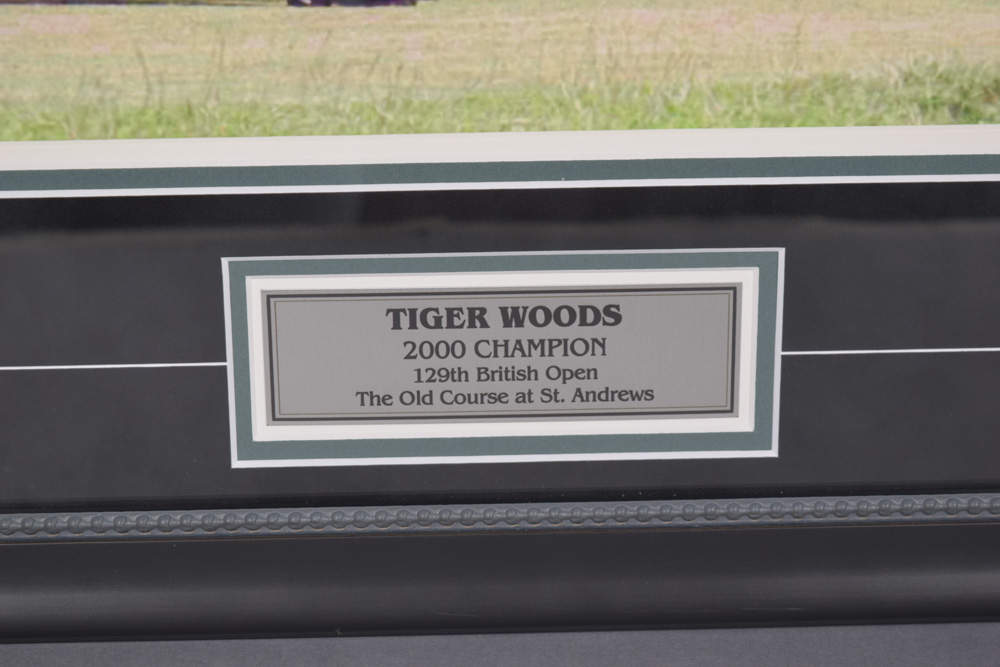 TIGER WOODS
2000 CHAMPION
129th British Open
The Old Course at St. Andrews